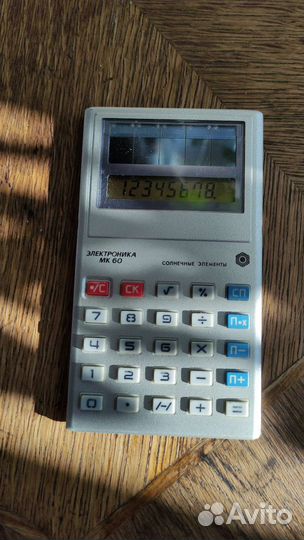 12345678.
ЭЛЕКТРОНИКА
МК 60
СОЛНЕЧНЫЕ ЭЛЕМЕНТЫ
•/С СК √ % СП
7 8 9 ÷ П•х
4 5 6 X П−
1 2 3 − П+
0 • /−/ + =
Avito